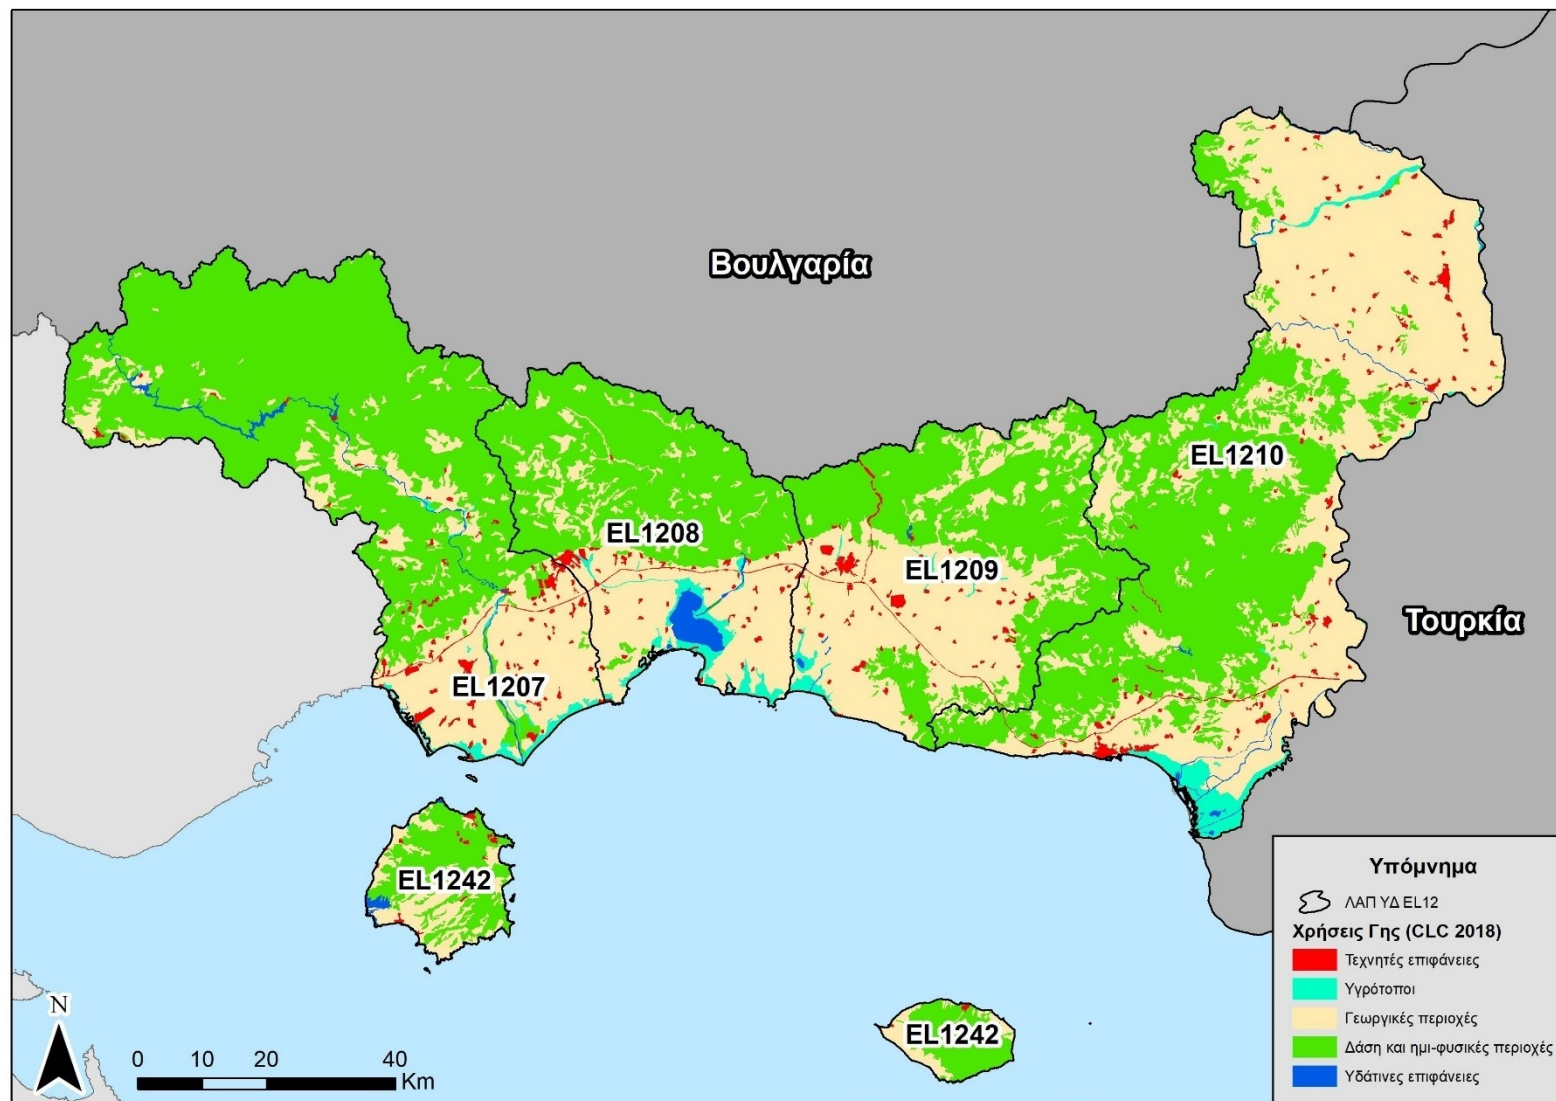 Βουλγαρία
EL1210
EL1208
EL1209
Τουρκία
EL1207
EL1242
EL1242
N
0 10 20 40
Km
Υπόμνημα
ΛΑΠ ΥΔ EL12
Χρήσεις Γης (CLC 2018)
Τεχνητές επιφάνειες
Υγρότοποι
Γεωργικές περιοχές
Δάση και ημι-φυσικές περιοχές
Υδάτινες επιφάνειες